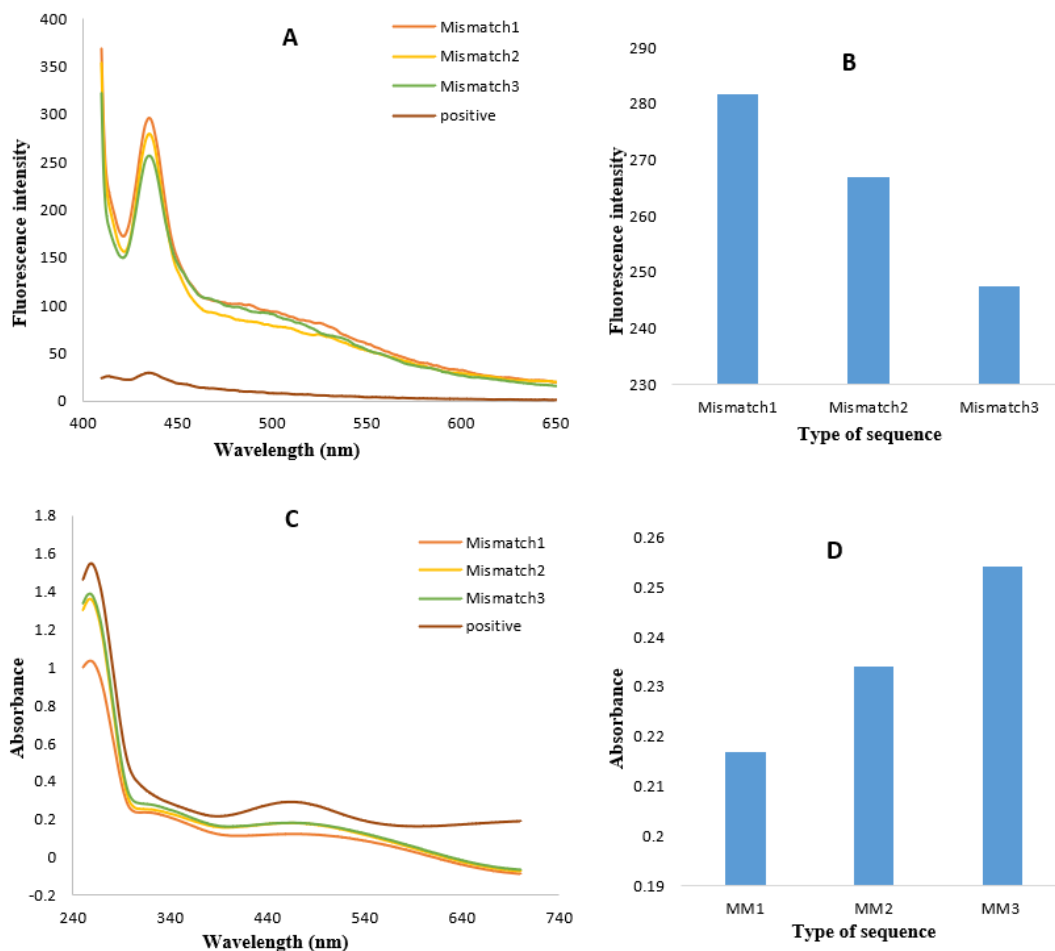 A
Mismatch1
Mismatch2
Mismatch3
positive
400
350
300
250
200
150
100
50
0
Fluorescence intensity
400 450 500 550 600 650
Wavelength (nm)
B
290
280
270
260
250
240
230
Fluorescence intensity
Mismatch1 Mismatch2 Mismatch3
Type of sequence
C
Mismatch1
Mismatch2
Mismatch3
positive
1.8
1.6
1.4
1.2
1
0.8
0.6
0.4
0.2
0
-0.2
Absorbance
240 340 440 540 640 740
Wavelength (nm)
D
0.26
0.25
0.24
0.23
0.22
0.21
0.2
0.19
Absorbance
MM1 MM2 MM3
Type of sequence